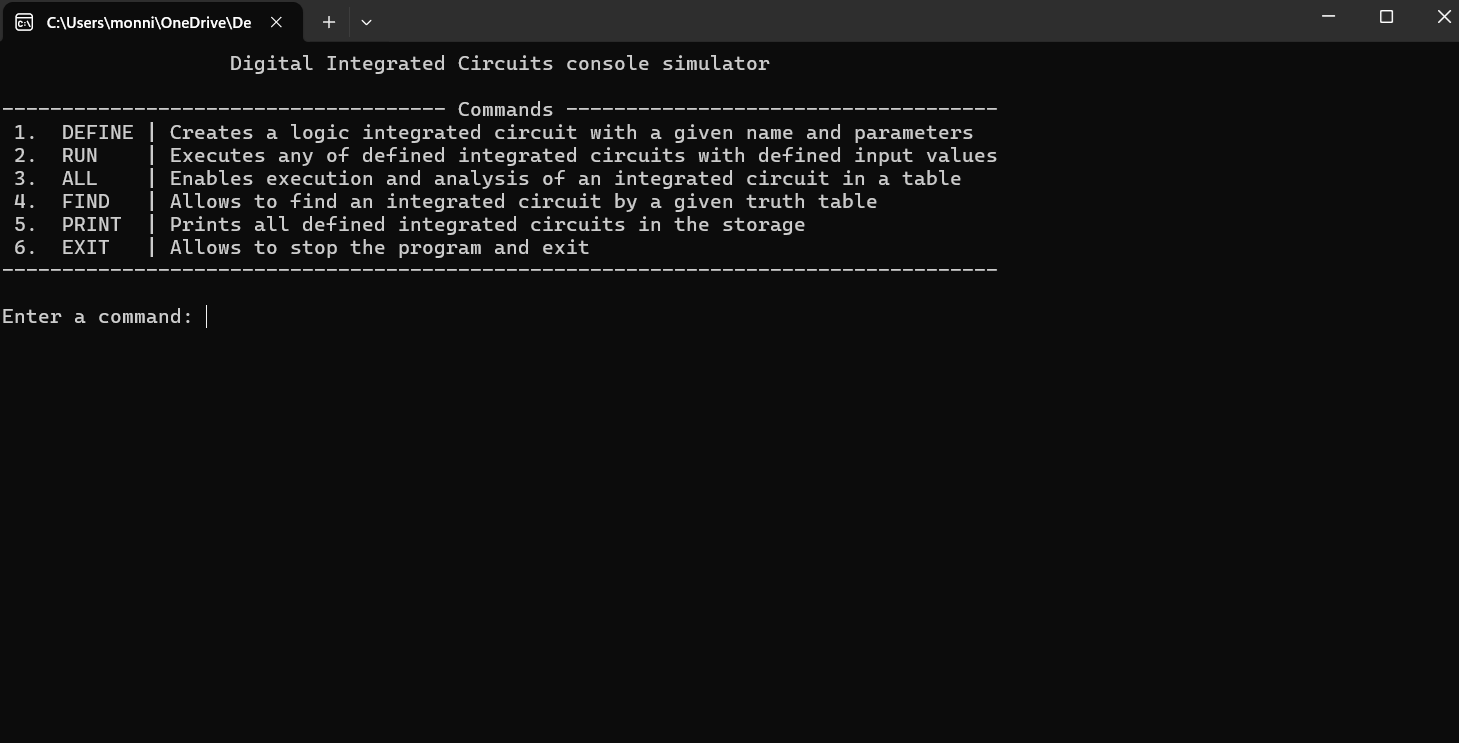 C:\Users\monni\OneDrive\De
Digital Integrated Circuits console simulator
------------------------------------- Commands ------------------------------------
1. DEFINE | Creates a logic integrated circuit with a given name and parameters
2. RUN | Executes any of defined integrated circuits with defined input values
3. ALL | Enables execution and analysis of an integrated circuit in a table
4. FIND | Allows to find an integrated circuit by a given truth table
5. PRINT | Prints all defined integrated circuits in the storage
6. EXIT | Allows to stop the program and exit
-----------------------------------------------------------------------------------
Enter a command: